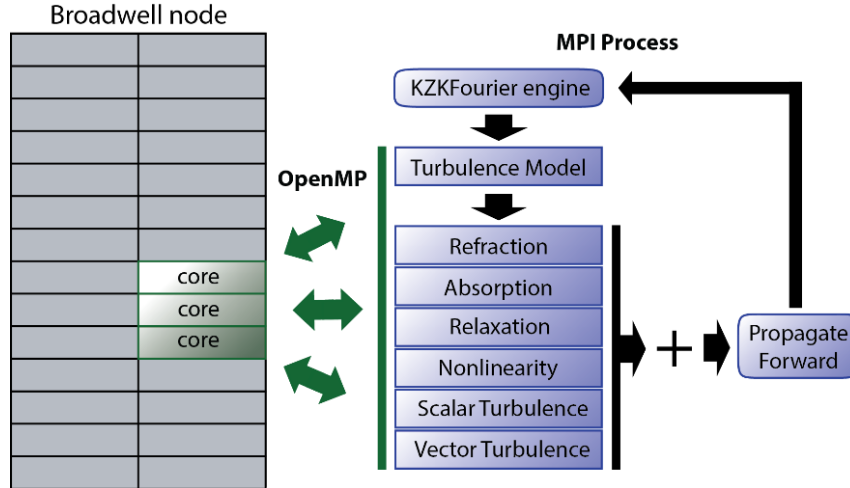 Broadwell node
MPI Process
KZKFourier engine
Turbulence Model
OpenMP
Refraction
core
Absorption
core
Relaxation
core
Nonlinearity
Scalar Turbulence
Vector Turbulence
+
Propagate
Forward